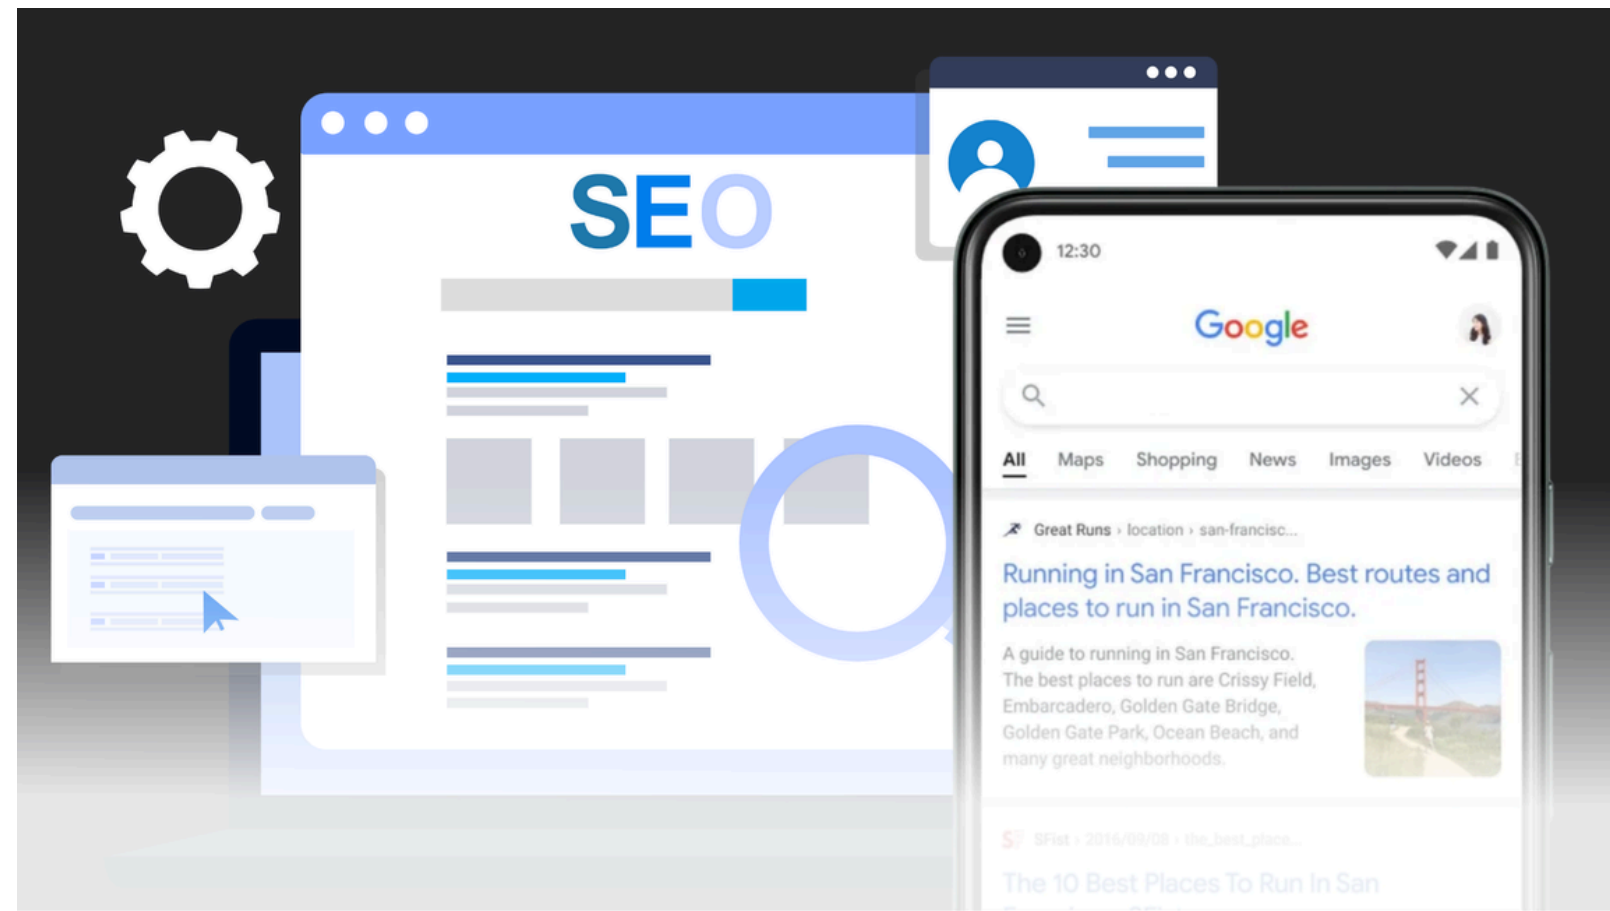 SEO
12:30
Google
All Maps Shopping News Images Videos
Great Runs › location › san-francisc...
Running in San Francisco. Best routes and
places to run in San Francisco.
A guide to running in San Francisco.
The best places to run are Crissy Field,
Embarcadero, Golden Gate Bridge,
Golden Gate Park, Ocean Beach, and
many great neighborhoods.
SFist › 2016/09/08 › the_best_place...
The 10 Best Places To Run In San